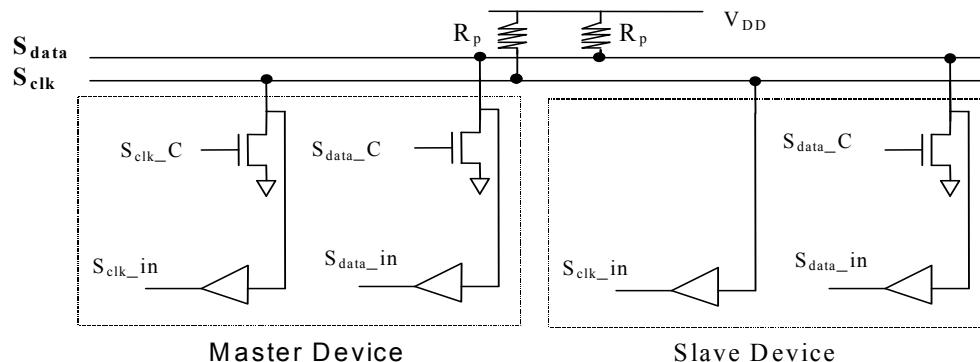 V_DD
R_p R_p
S_data
S_clk
S_clk_C S_data_C S_data_C
S_clk_in S_data_in S_clk_in S_data_in
Master Device Slave Device